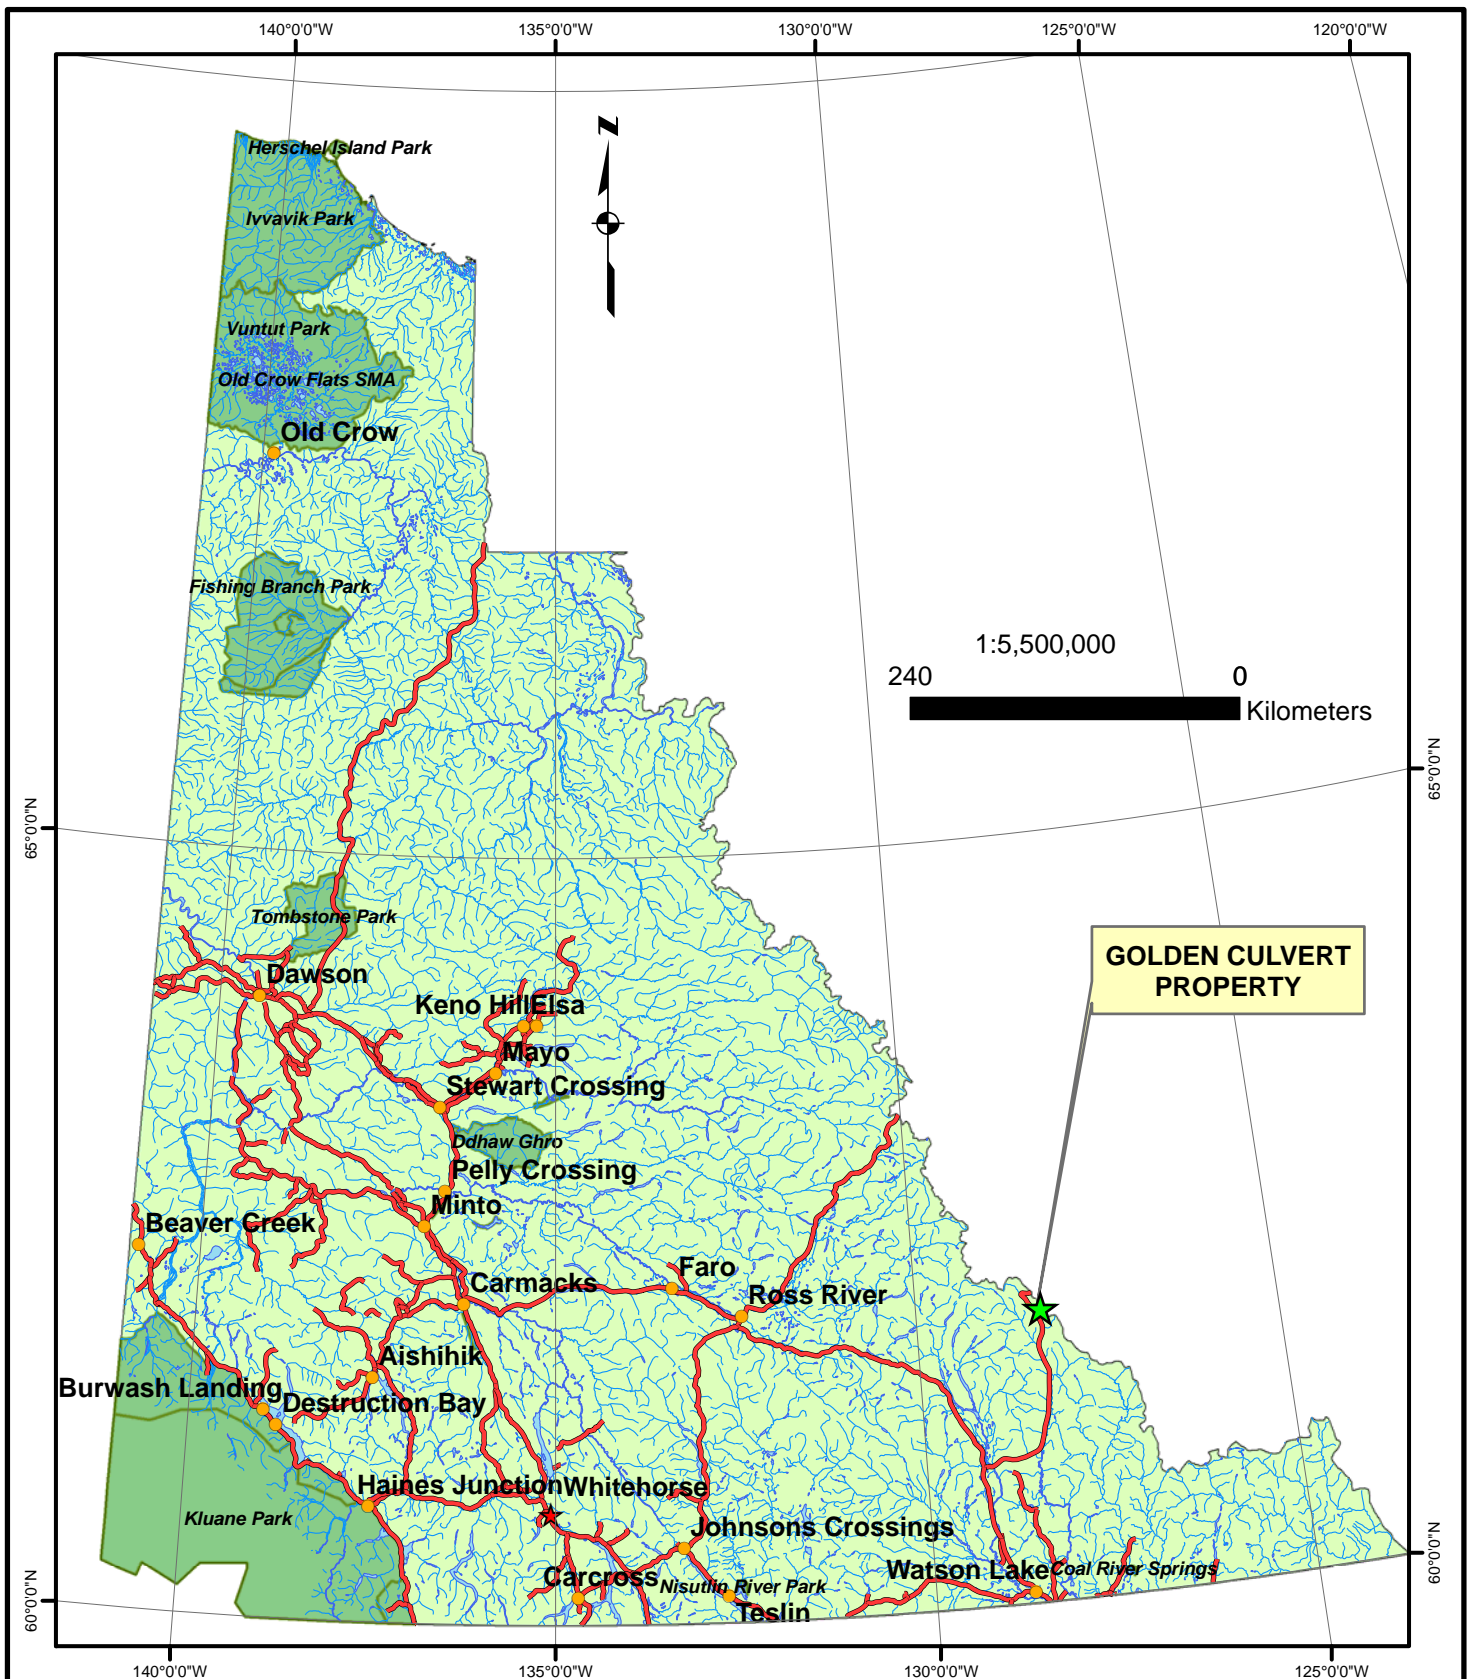 140°0'0"W
135°0'0"W
130°0'0"W
125°0'0"W
120°0'0"W
N
Herschel Island Park
Ivvavik Park
Vuntut Park
Old Crow Flats SMA
Old Crow
Fishing Branch Park
1:5,500,000
240
0
Kilometers
65°0'0"N
65°0'0"N
Tombstone Park
GOLDEN CULVERT
PROPERTY
Dawson
Keno Hill
Elsa
Mayo
Stewart Crossing
Ddhaw Ghro
Pelly Crossing
Minto
Beaver Creek
Faro
Carmacks
Ross River
Aishihik
Burwash Landing
Destruction Bay
Haines Junction
Whitehorse
Kluane Park
Johnsons Crossings
Watson Lake
Coal River Springs
Carcross
Nisutlin River Park
Teslin
60°0'0"N
60°0'0"N
140°0'0"W
135°0'0"W
130°0'0"W
125°0'0"W